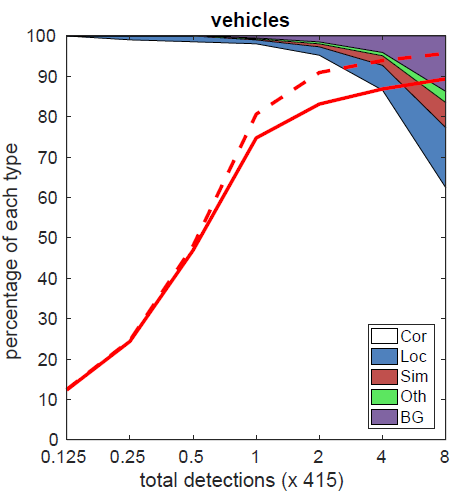 vehicles
percentage of each type
100
90
80
70
60
50
40
30
20
10
0
Cor
Loc
Sim
Oth
BG
0.125 0.25 0.5 1 2 4 8
total detections (x 415)